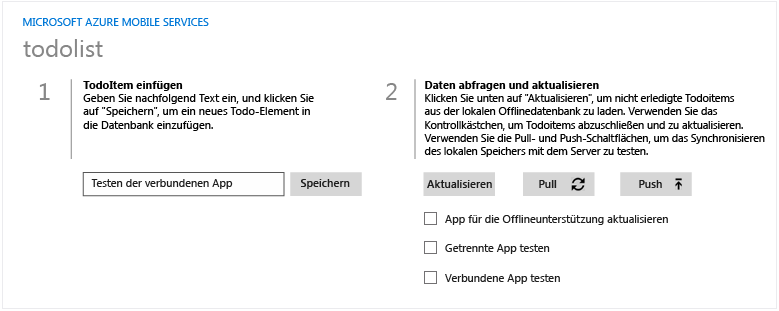 MICROSOFT AZURE MOBILE SERVICES
todolist
1
TodoItem einfügen
Geben Sie nachfolgend Text ein, und klicken Sie
auf "Speichern", um ein neues Todo-Element in
die Datenbank einzufügen.
Testen der verbundenen App
Speichern
2
Daten abfragen und aktualisieren
Klicken Sie unten auf "Aktualisieren", um nicht erledigte Todoitems
aus der lokalen Offlinedatenbank zu laden. Verwenden Sie das
Kontrollkästchen, um Todoitems abzuschließen und zu aktualisieren.
Verwenden Sie die Pull- und Push-Schaltflächen, um das Synchronisieren
des lokalen Speichers mit dem Server zu testen.
Aktualisieren
Pull
Push
App für die Offlineunterstützung aktualisieren
Getrennte App testen
Verbundene App testen